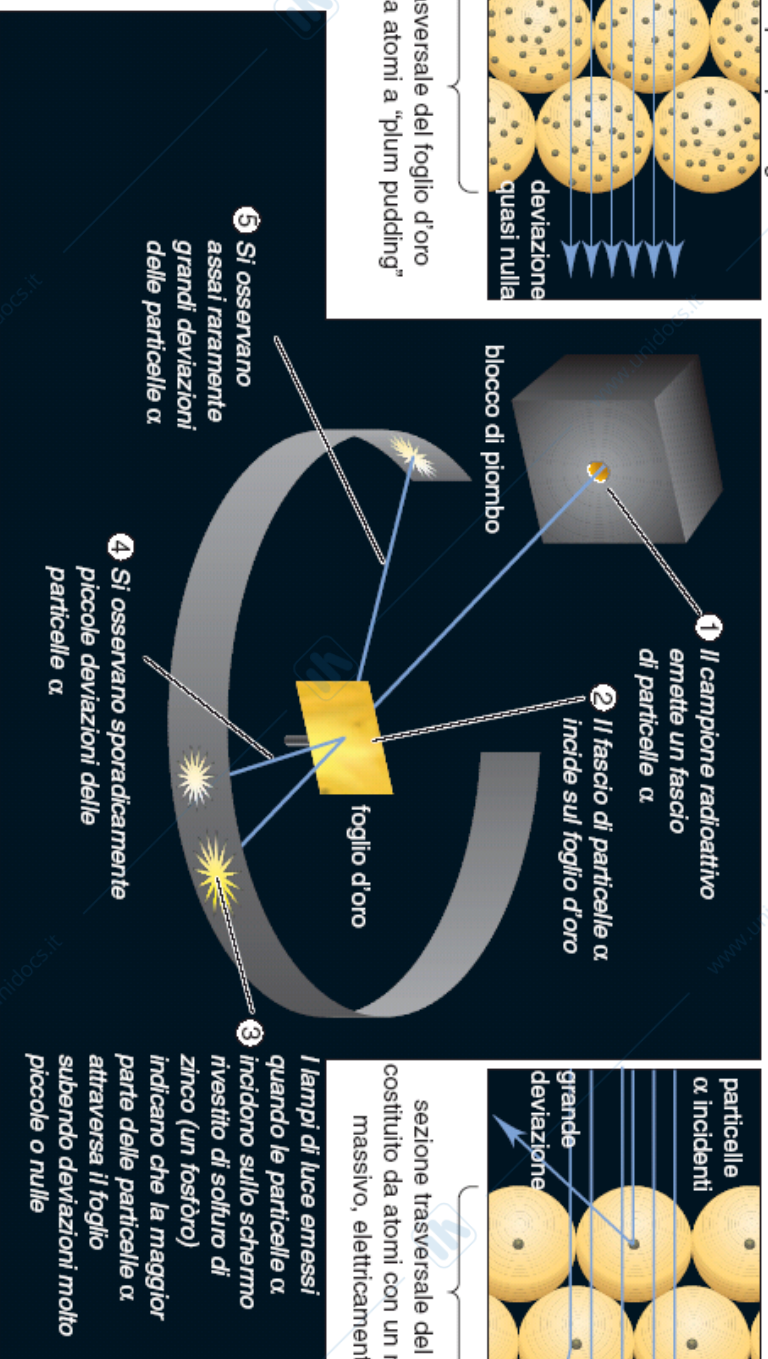 deviazione
quasi nulla
del foglio d'oro
a atomi a "plum pudding"
blocco di piombo
1 Il campione radioattivo
emette un fascio
di particelle α
2 Il fascio di particelle α
incide sul foglio d'oro
foglio d'oro
5 Si osservano
assai raramente
grandi deviazioni
delle particelle α
4 Si osservano sporadicamente
piccole deviazioni delle
particelle α
3 I lampi di luce emessi
quando le particelle α
incidono sullo schermo
rivestito di solfuro di
zinco (un fosforo)
indicano che la maggior
parte delle particelle α
attraversa il foglio
subendo deviazioni molto
piccole o nulle
particelle
α incidenti
grande
deviazione
sezione trasversale del
costituito da atomi con un
massivo,
www.unidocs.it